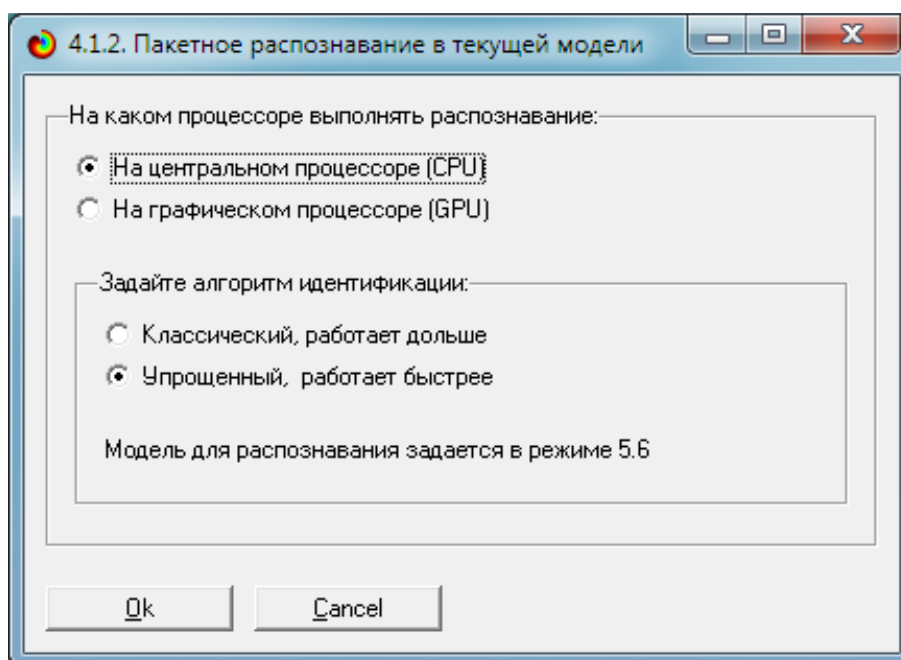 4.1.2. Пакетное распознавание в текущей модели
На каком процессоре выполнять распознавание:
На центральном процессоре (CPU)
На графическом процессоре (GPU)
Задайте алгоритм идентификации:
Классический, работает дольше
Упрощенный, работает быстрее
Модель для распознавания задается в режиме 5.6
Ok Cancel